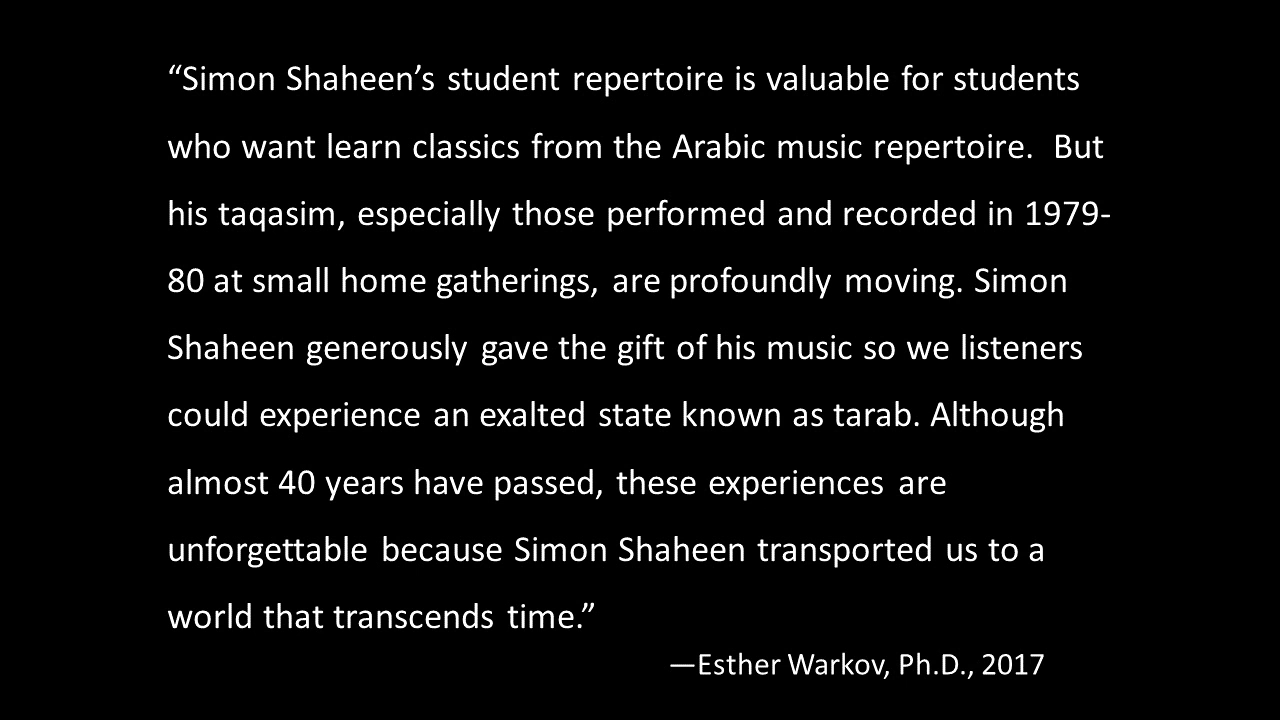 “Simon Shaheen’s student repertoire is valuable for students
who want learn classics from the Arabic music repertoire.  But
his taqasim, especially those performed and recorded in 1979-
80 at small home gatherings, are profoundly moving. Simon
Shaheen generously gave the gift of his music so we listeners
could experience an exalted state known as tarab. Although
almost 40 years have passed, these experiences are
unforgettable because Simon Shaheen transported us to a
world that transcends time.”
—Esther Warkov, Ph.D., 2017